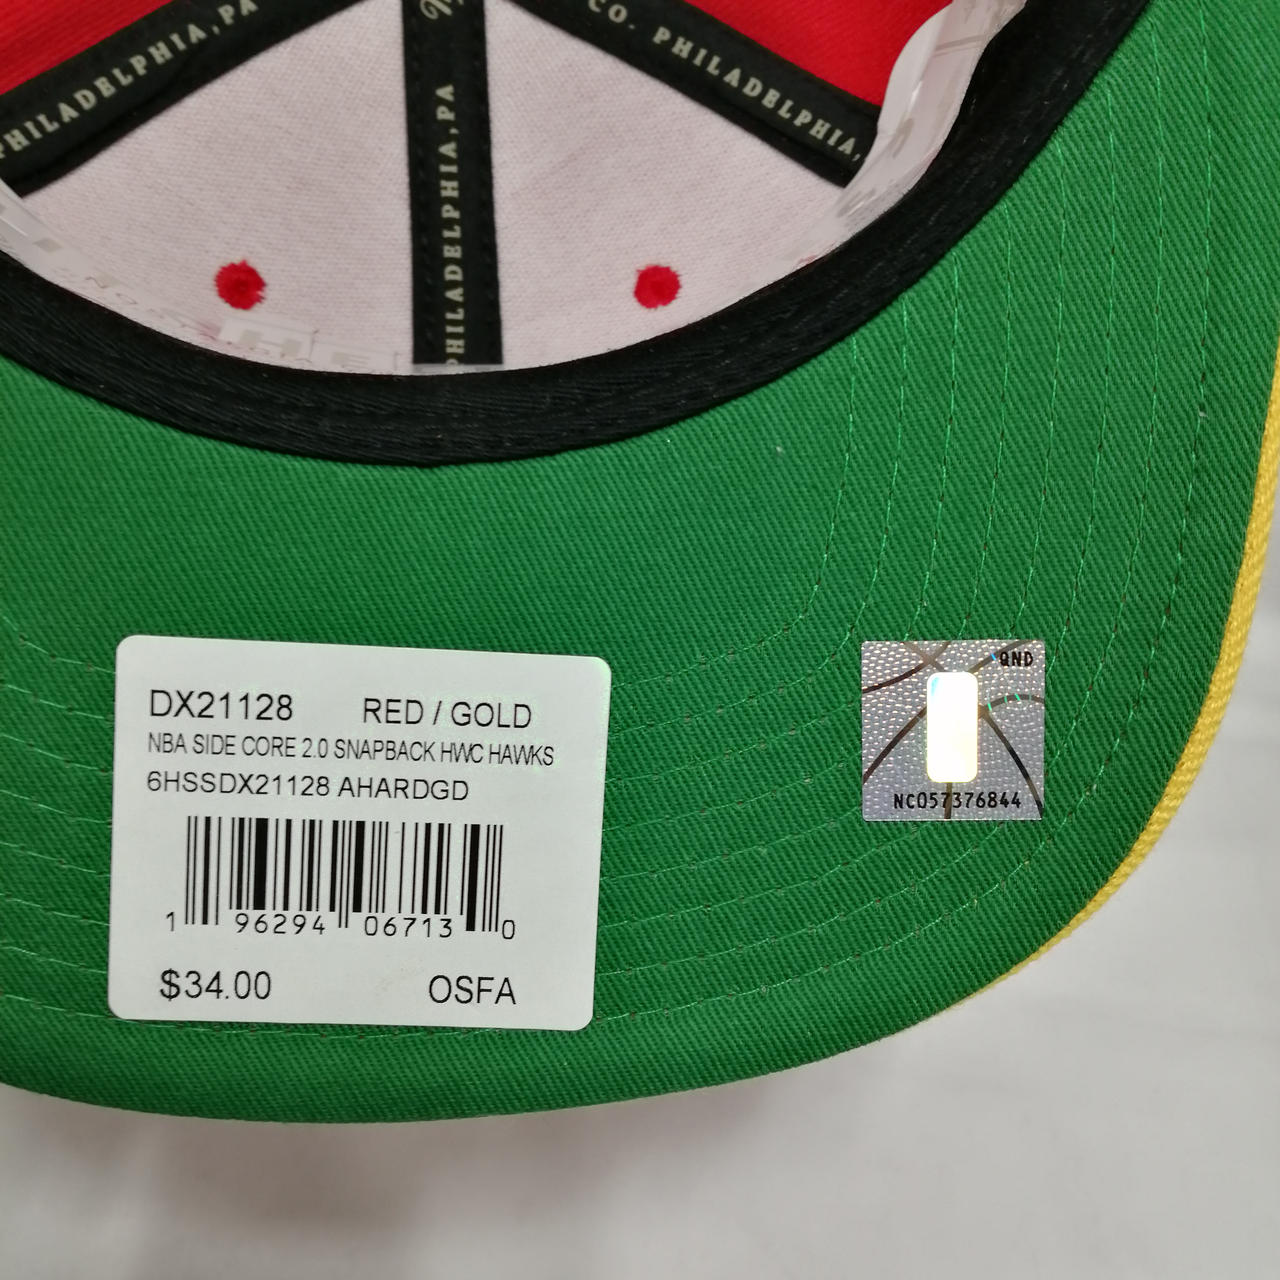 PHILADELPHIA, PA
CO. PHILADELPHIA,
PHILADELPHIA, PA
DX21128 RED / GOLD
NBA SIDE CORE 2.0 SNAPBACK HWC HAWKS
6HSSDX21128 AHARDGD
1 96294 06713 0
$34.00 OSFA
QND
NC057376844